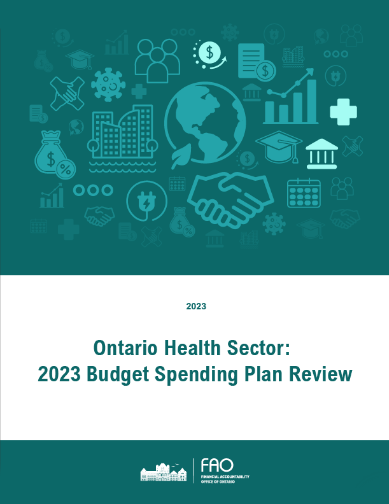 2023
Ontario Health Sector:
2023 Budget Spending Plan Review
FAO
FINANCIAL ACCOUNTABILITY
OFFICE OF ONTARIO